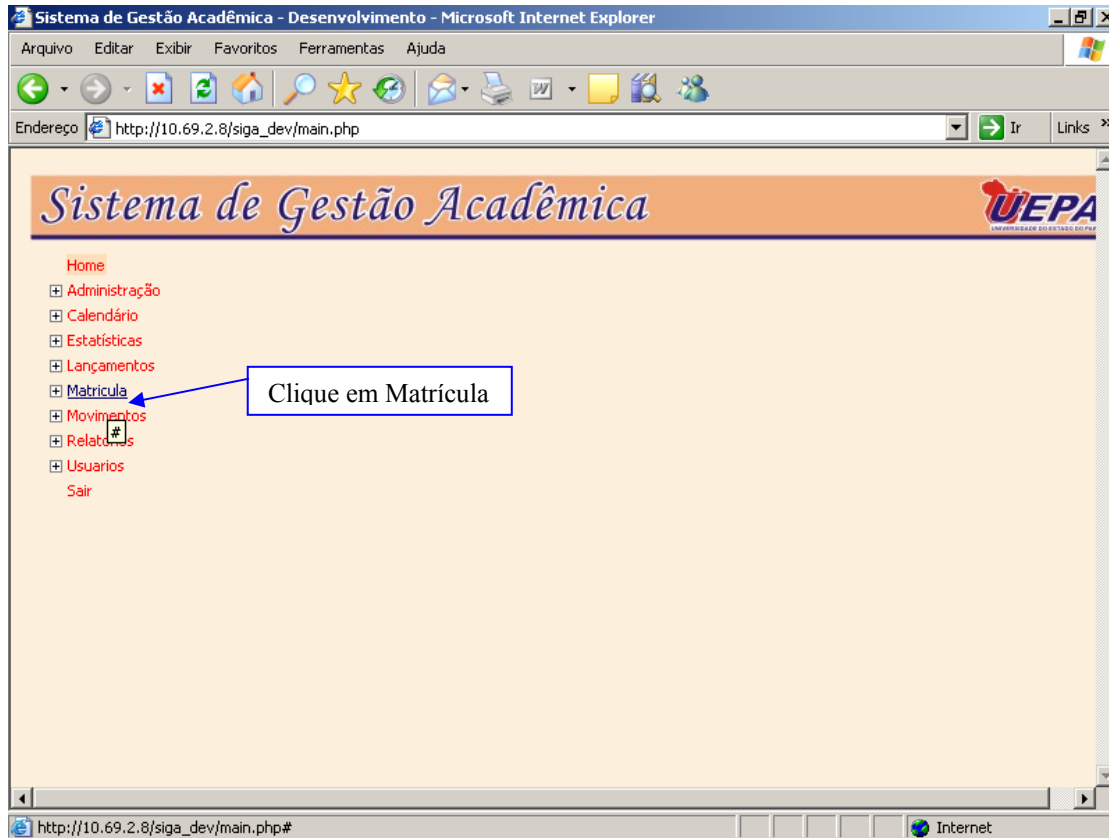 Sistema de Gestão Acadêmica - Desenvolvimento - Microsoft Internet Explorer
Arquivo Editar Exibir Favoritos Ferramentas Ajuda
Endereço http://10.69.2.8/siga_dev/main.php Ir Links »
Sistema de Gestão Acadêmica
UEPA
Home
Administração
Calendário
Estatísticas
Lançamentos
Matricula
Clique em Matrícula
Movimentos
#
Relatorios
Usuarios
Sair
http://10.69.2.8/siga_dev/main.php# Internet